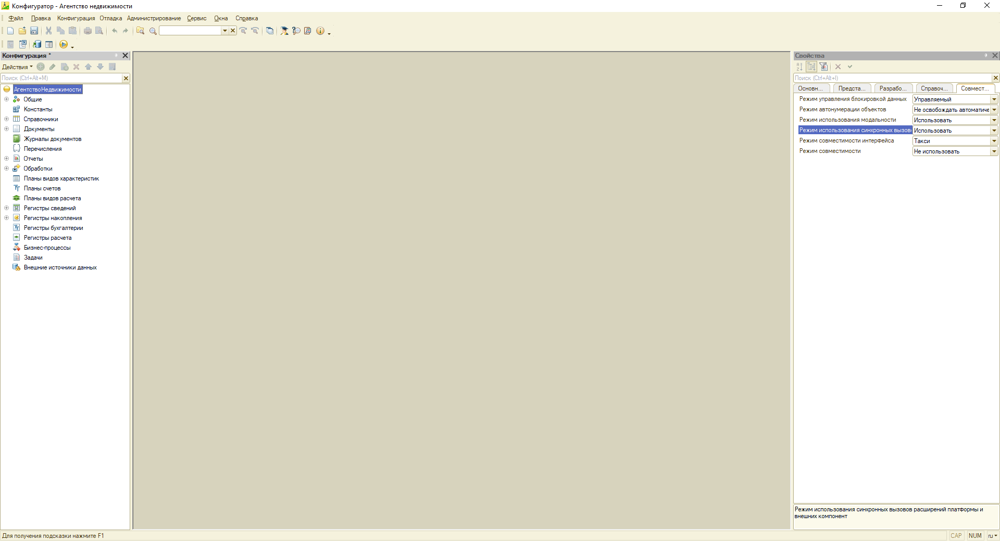 Конфигуратор - Агентство недвижимости
Файл Правка Конфигурация Отладка Администрирование Сервис Окна Справка
Конфигурация *
Действия
Поиск (Ctrl+Alt+M)
АгентствоНедвижимости
Общие
Константы
Справочники
Документы
Журналы документов
Перечисления
Отчеты
Обработки
Планы видов характеристик
Планы счетов
Планы видов расчета
Регистры сведений
Регистры накопления
Регистры бухгалтерии
Регистры расчета
Бизнес-процессы
Задачи
Внешние источники данных
Свойства
Поиск (Ctrl+Alt+I)
Основн... Предста... Разрабо... Справоч... Совмест...
Режим управления блокировкой данных Управляемый
Режим автонумерации объектов Не освобождать автоматиче
Режим использования модальности Использовать
Режим использования синхронных вызово Использовать
Режим совместимости интерфейса Такси
Режим совместимости Не использовать
Режим использования синхронных вызовов расширений платформы и
внешних компонент
Для получения подсказки нажмите F1
CAP NUM ru